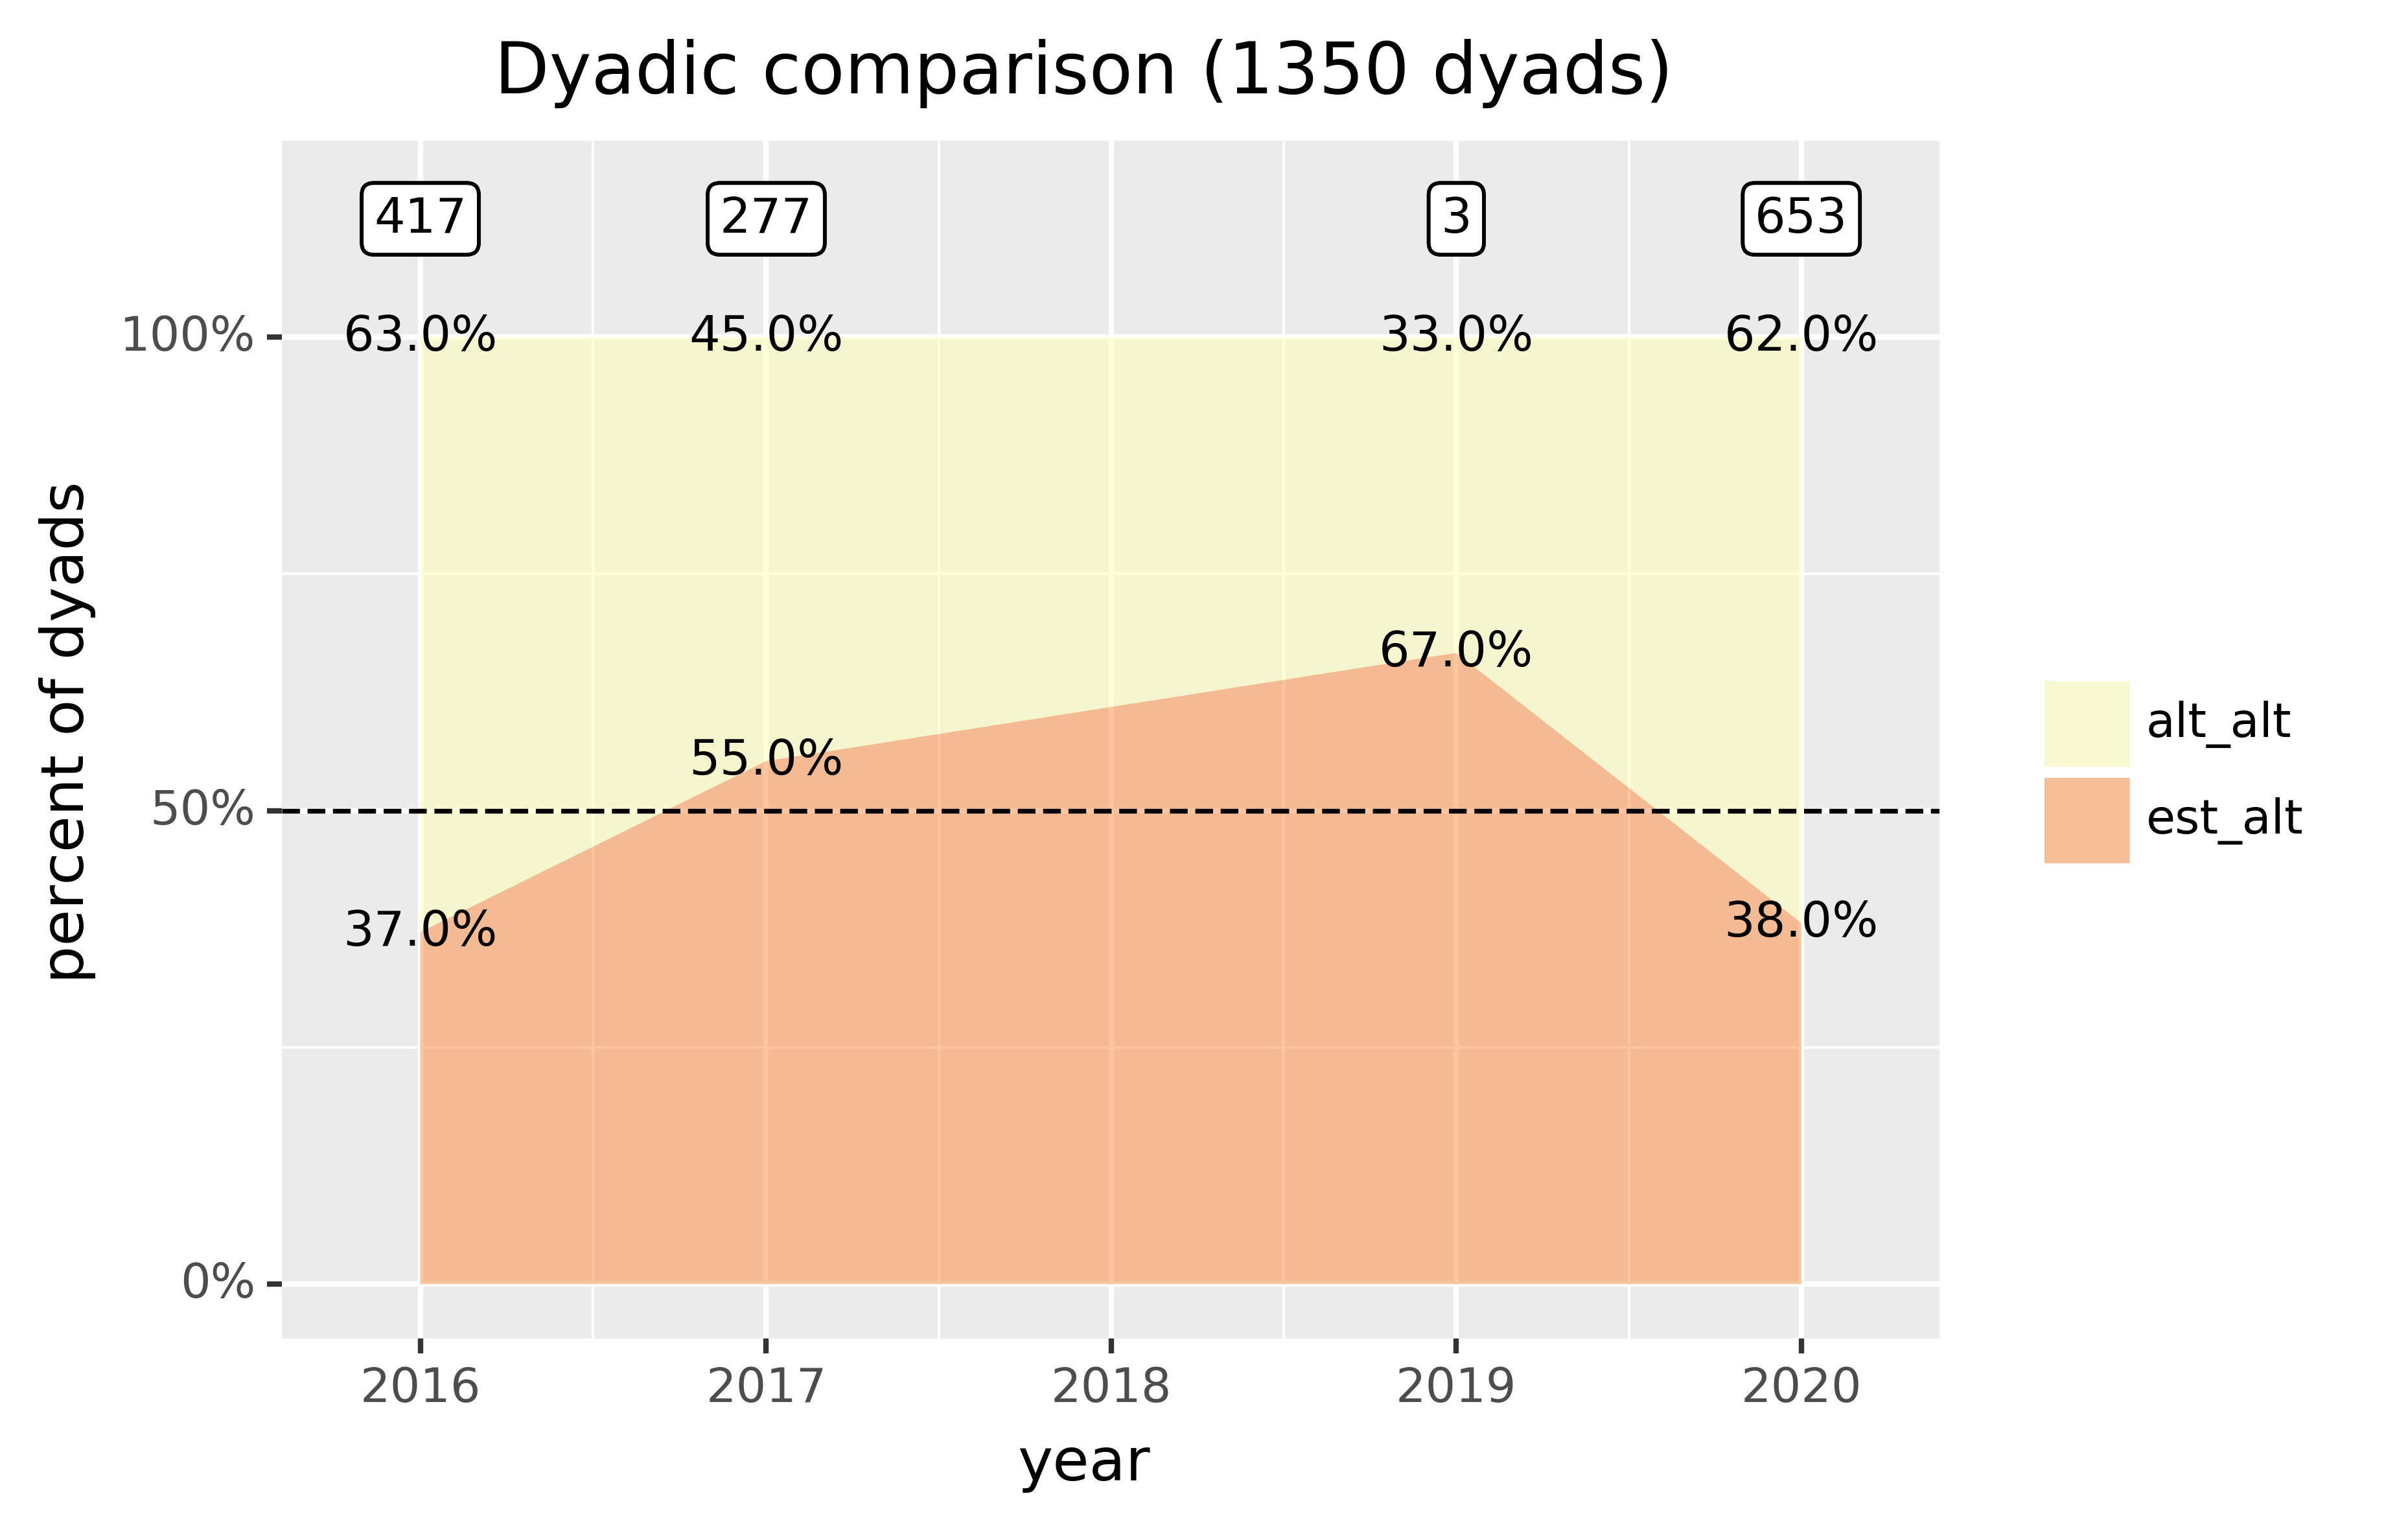 Dyadic comparison (1350 dyads)
417 277 3 653
100% 63.0% 45.0% 33.0% 62.0%
67.0%
55.0%
50%
37.0% 38.0%
0%
2016 2017 2018 2019 2020
year
percent of dyads
alt_alt
est_alt